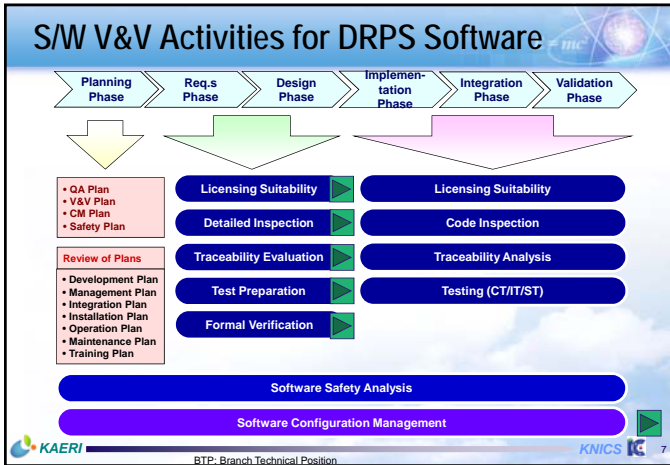 S/W V&V Activities for DRPS Software
= mc²
Planning
Phase
Req.s
Phase
Design
Phase
Implemen-
tation
Phase
Integration
Phase
Validation
Phase
• QA Plan
• V&V Plan
• CM Plan
• Safety Plan
Review of Plans
• Development Plan
• Management Plan
• Integration Plan
• Installation Plan
• Operation Plan
• Maintenance Plan
• Training Plan
Licensing Suitability
Detailed Inspection
Traceability Evaluation
Test Preparation
Formal Verification
Licensing Suitability
Code Inspection
Traceability Analysis
Testing (CT/IT/ST)
Software Safety Analysis
Software Configuration Management
KAERI
BTP: Branch Technical Position
KNICS
7